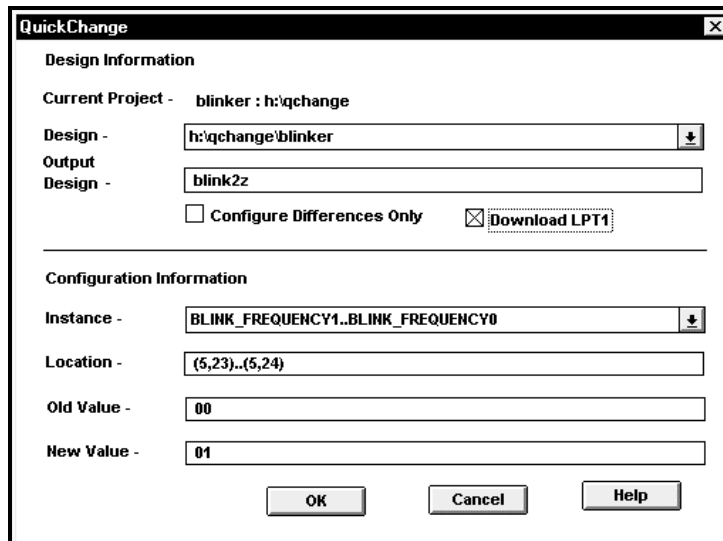 QuickChange
Design Information
Current Project - blinker : h:\qchange
Design - h:\qchange\blinker
Output
Design - blink2z
Configure Differences Only Download LPT1
Configuration Information
Instance - BLINK_FREQUENCY1..BLINK_FREQUENCY0
Location - (5,23)..(5,24)
Old Value - 00
New Value - 01
OK Cancel Help